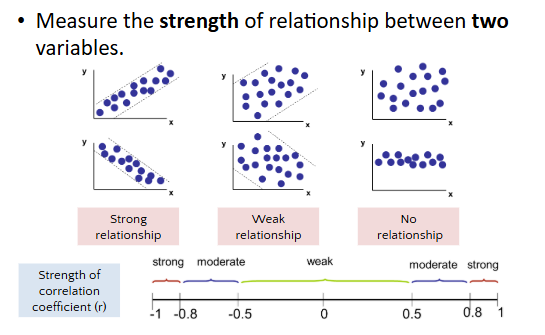 • Measure the strength of relationship between two
variables.
y
x
y
x
y
x
y
x
y
x
y
x
Strong
relationship
Weak
relationship
No
relationship
Strength of
correlation
coefficient (r)
strong moderate weak moderate strong
-1 -0.8 -0.5 0 0.5 0.8 1